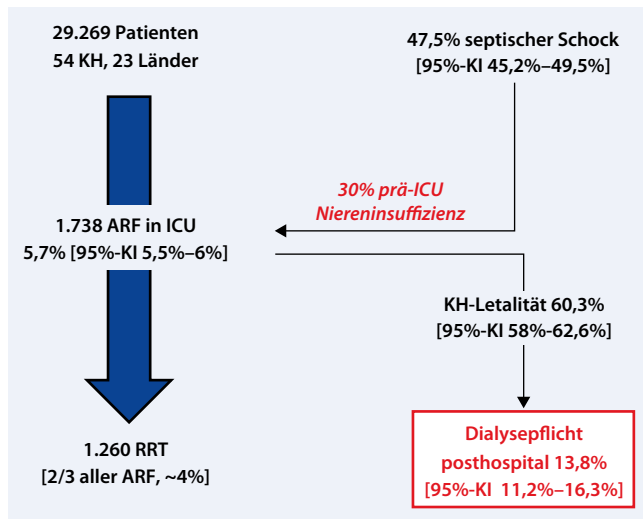 29.269 Patienten
54 KH, 23 Länder
47,5% septischer Schock
[95%-KI 45,2%–49,5%]
30% prä-ICU
Niereninsuffizienz
1.738 ARF in ICU
5,7% [95%-KI 5,5%–6%]
KH-Letalität 60,3%
[95%-KI 58%-62,6%]
1.260 RRT
[2/3 aller ARF, ~4%]
Dialysepflicht
posthospital 13,8%
[95%-KI 11,2%–16,3%]